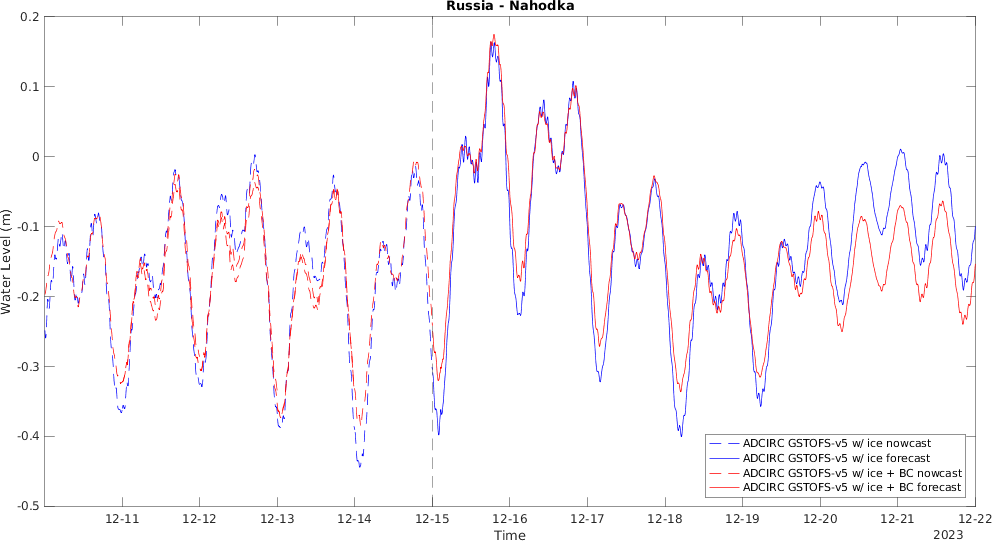 Russia - Nahodka
0.2
0.1
0
-0.1
-0.2
-0.3
-0.4
-0.5
Water Level (m)
ADCIRC GSTOFS-v5 w/ ice nowcast
ADCIRC GSTOFS-v5 w/ ice forecast
ADCIRC GSTOFS-v5 w/ ice + BC nowcast
ADCIRC GSTOFS-v5 w/ ice + BC forecast
12-11 12-12 12-13 12-14 12-15 12-16 12-17 12-18 12-19 12-20 12-21 12-22
Time
2023